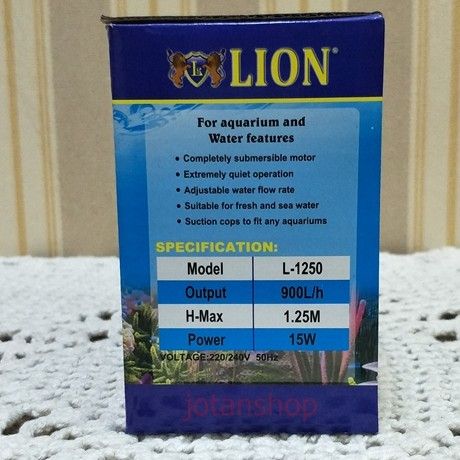 LION®
For aquarium and
Water features
• Completely submersible motor
• Extremely quiet operation
• Adjustable water flow rate
• Suitable for fresh and sea water
• Suction cops to fit any aquariums
SPECIFICATION:
Model L-1250
Output 900L/h
H-Max 1.25M
Power 15W
VOLTAGE:220/240V 50Hz
jotanshop